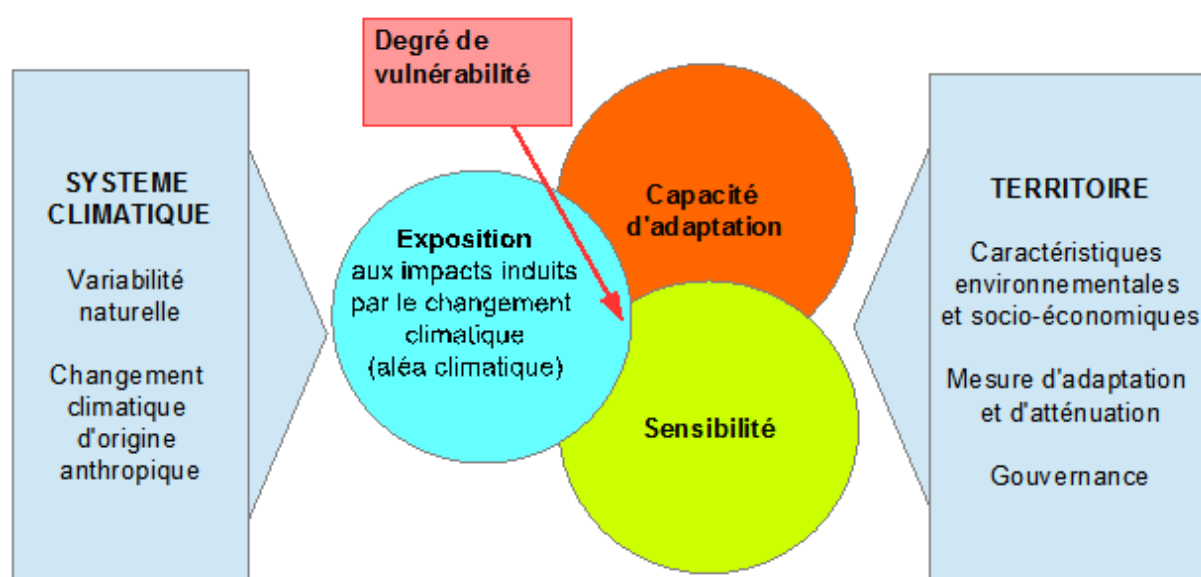 Degré de
vulnérabilité
SYSTEME
CLIMATIQUE
Variabilité
naturelle
Changement
climatique
d'origine
anthropique
Exposition
aux impacts induits
par le changement
climatique
(aléa climatique)
Capacité
d'adaptation
Sensibilité
TERRITOIRE
Caractéristiques
environnementales
et socio-économiques
Mesure d'adaptation
et d'atténuation
Gouvernance